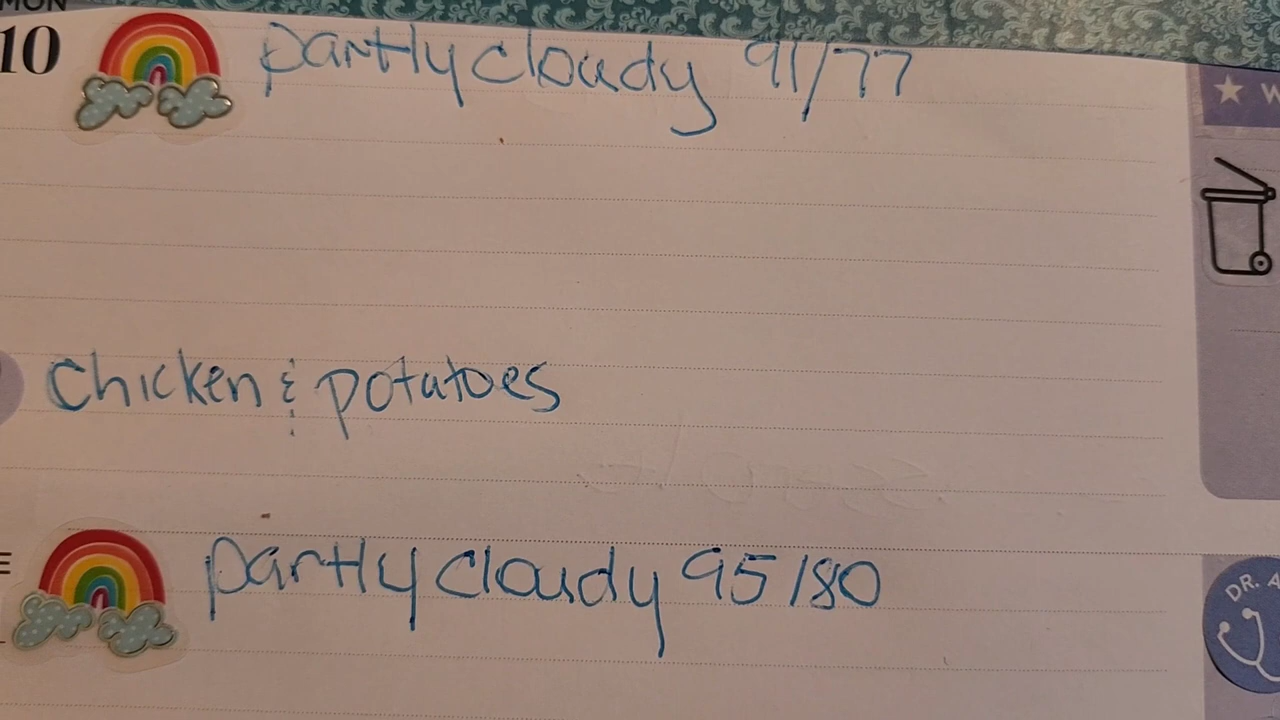 MON
10 partly cloudy 91/77
★ W
Chicken & potatoes
E partly cloudy 95/80
DR. A